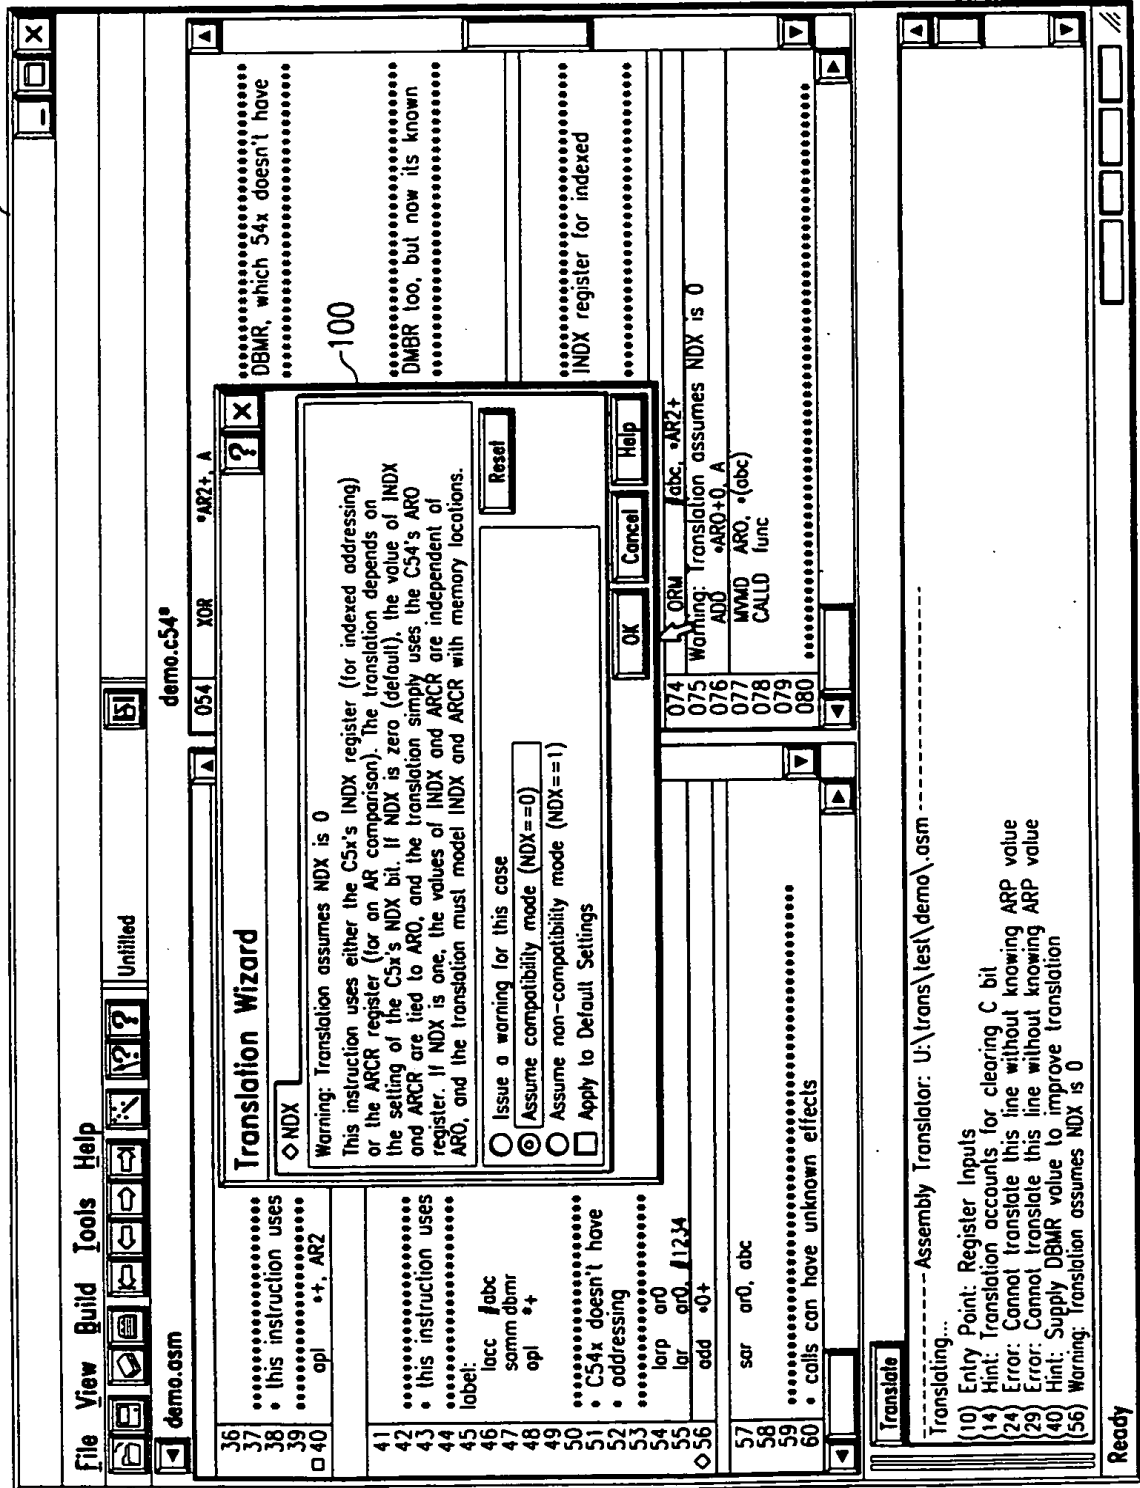 File View Build Tools Help
Untitled
demo.asm
demo.c54*
36
37 ******************************
38 * this instruction uses DBMR, which 54x doesn't have
39 ******************************
40 opl *+, AR2
054 XOR *AR2+, A
41
42 ******************************
43 * this instruction uses DMBR too, but now its known
44 ******************************
45 label:
46 lacc #abc
47 samm dbmr
48 opl *+
49
50 ******************************
51 * C54x doesn't have INDX register for indexed
52 * addressing
53 ******************************
54 larp ar0
55 lar ar0, #1234
56 add *0+
57 sar ar0, abc
58
59 ******************************
60 * calls can have unknown effects
074 ORM #abc, *AR2+
075 Warning: Translation assumes NDX is 0
076 ADD *AR0+0, A
077 MVMD AR0, *(abc)
078 CALLD func
079
080 ******************************
100
Translation Wizard
? X
◇ NDX
Warning: Translation assumes NDX is 0
This instruction uses either the C5x's INDX register (for indexed addressing)
or the ARCR register (for an AR comparison). The translation depends on
the setting of the C5x's NDX bit. If NDX is zero (default), the value of INDX
and ARCR are tied to AR0, and the translation simply uses the C54's AR0
register. If NDX is one, the values of INDX and ARCR are independent of
AR0, and the translation must model INDX and ARCR with memory locations.
Issue a warning for this case
Assume compatibility mode (NDX==0)
Assume non-compatibility mode (NDX==1)
Apply to Default Settings
Reset
OK Cancel Help
Translate
------------Assembly Translator: U:\trans\test\demo\.asm ------------------------
Translating...
(10) Entry Point: Register Inputs
(14) Hint: Translation accounts for clearing C bit
(24) Error: Cannot translate this line without knowing ARP value
(29) Error: Cannot translate this line without knowing ARP value
(40) Hint: Supply DBMR value to improve translation
(56) Warning: Translation assumes NDX is 0
Ready